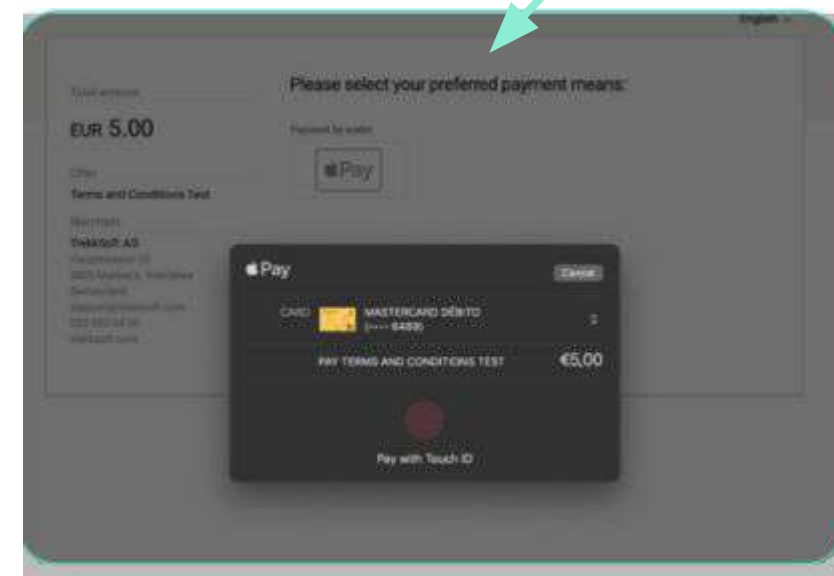 English
Please select your preferred payment means:
Total amount
EUR 5.00
Payment by wallet
Pay
Offer
Terms and Conditions Test
Merchant
TrekkSoft AG
Switzerland
Pay
Cancel
CARD MASTERCARD DÉBITO
(···· 6489)
PAY TERMS AND CONDITIONS TEST €5,00
Pay with Touch ID